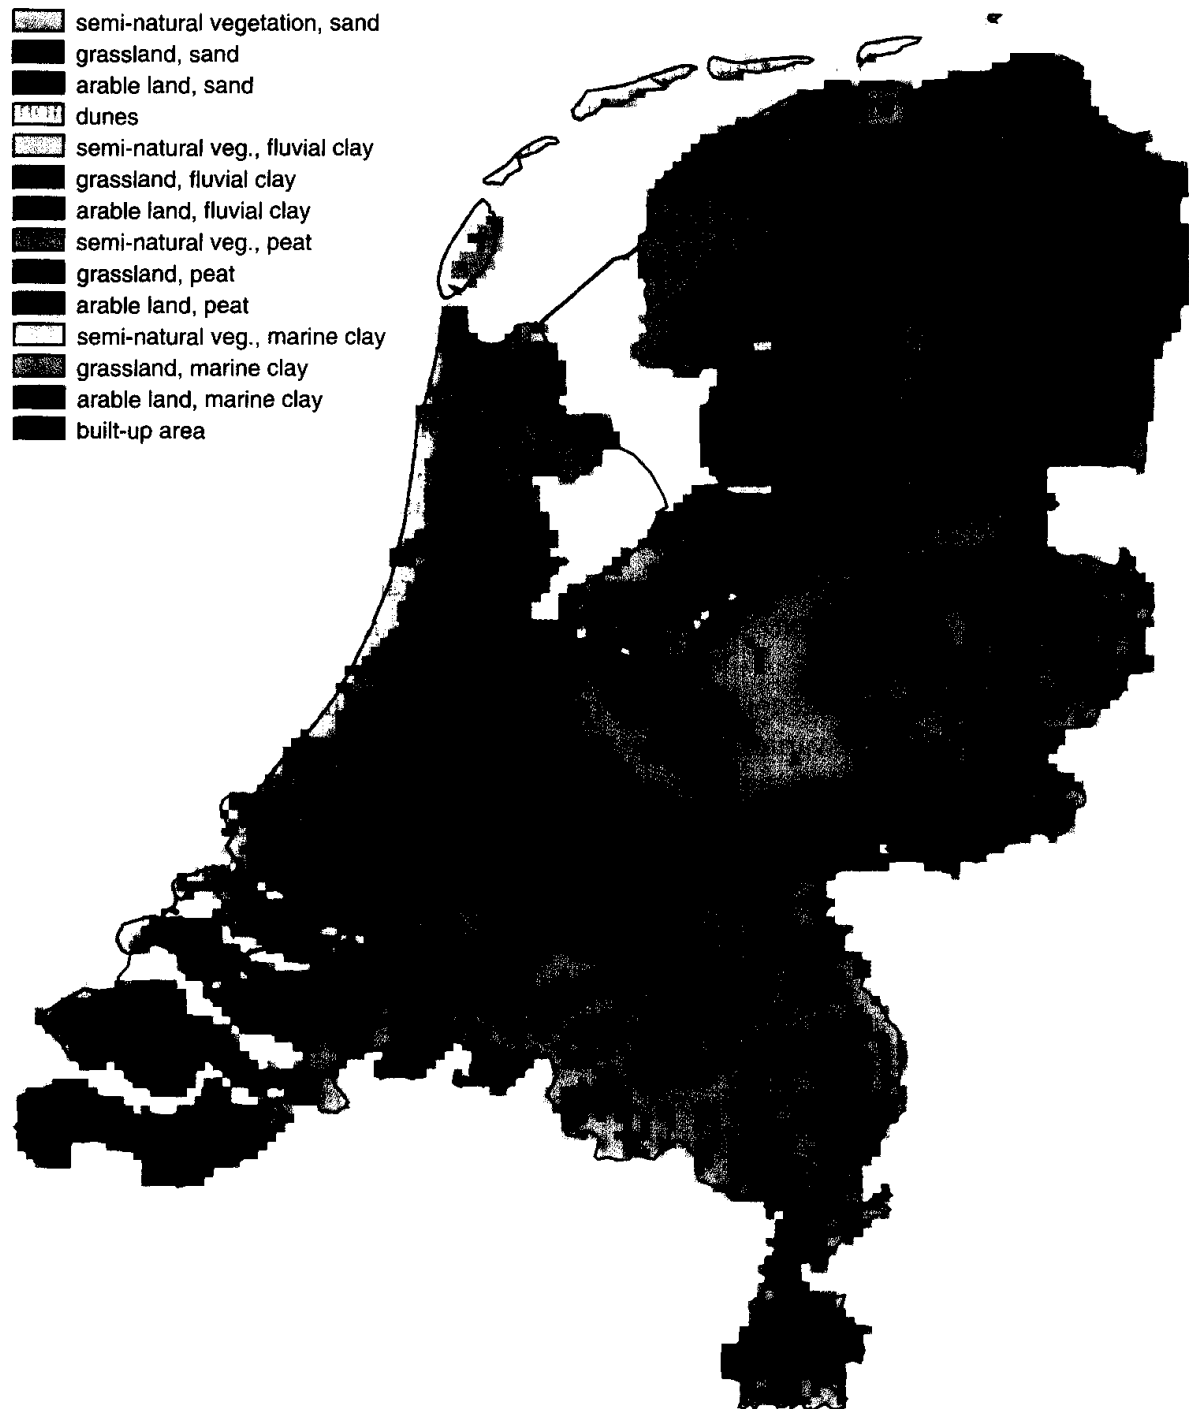 semi-natural vegetation, sand
grassland, sand
arable land, sand
dunes
semi-natural veg., fluvial clay
grassland, fluvial clay
arable land, fluvial clay
semi-natural veg., peat
grassland, peat
arable land, peat
semi-natural veg., marine clay
grassland, marine clay
arable land, marine clay
built-up area